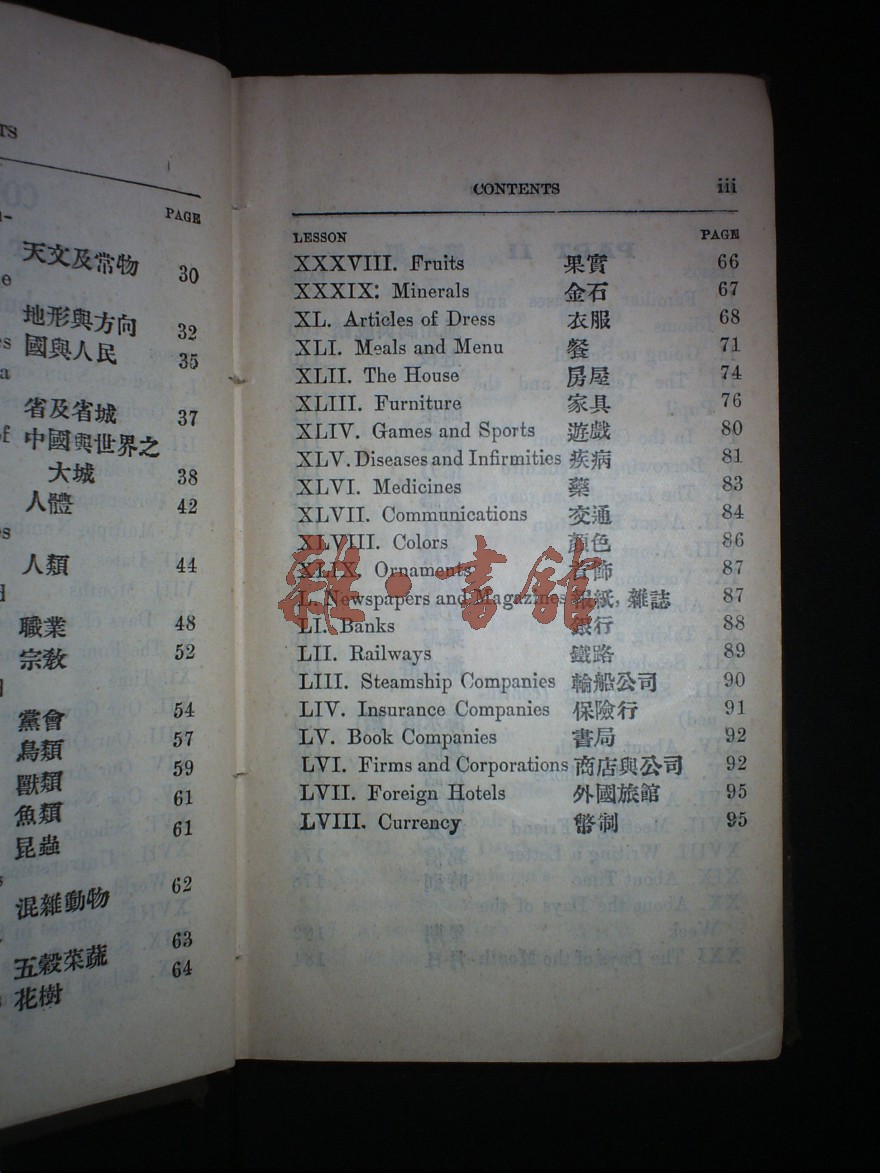 PAGE
天文及常物 30
地形與方向 32
國與人民 35
省及省城 37
中國與世界之
大城 38
人體 42
人類 44
職業 48
宗教 52
黨會 54
鳥類 57
獸類 59
魚類 61
昆蟲 61
混雜動物 62
五穀菜蔬 63
花樹 64
CONTENTS iii
LESSON PAGE
XXXVIII. Fruits 果實 66
XXXIX. Minerals 金石 67
XL. Articles of Dress 衣服 68
XLI. Meals and Menu 餐 71
XLII. The House 房屋 74
XLIII. Furniture 家具 76
XLIV. Games and Sports 遊戲 80
XLV. Diseases and Infirmities 疾病 81
XLVI. Medicines 藥 83
XLVII. Communications 交通 84
XLVIII. Colors 顏色 86
XLIX. Ornaments 首飾 87
L. Newspapers and Magazines 報紙, 雜誌 87
LI. Banks 銀行 88
LII. Railways 鐵路 89
LIII. Steamship Companies 輪船公司 90
LIV. Insurance Companies 保險行 91
LV. Book Companies 書局 92
LVI. Firms and Corporations 商店與公司 92
LVII. Foreign Hotels 外國旅館 95
LVIII. Currency 幣制 95
雜·書館